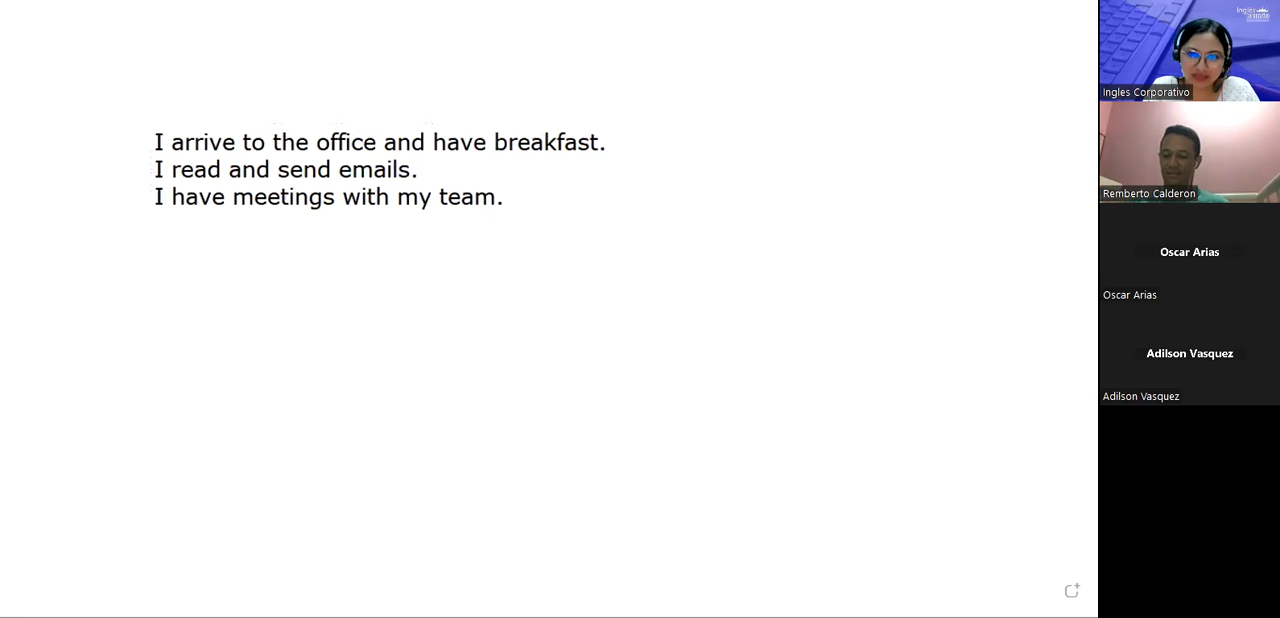 I arrive to the office and have breakfast.
I read and send emails.
I have meetings with my team.
Ingles Corporativo
Remberto Calderon
Oscar Arias
Oscar Arias
Adilson Vasquez
Adilson Vasquez